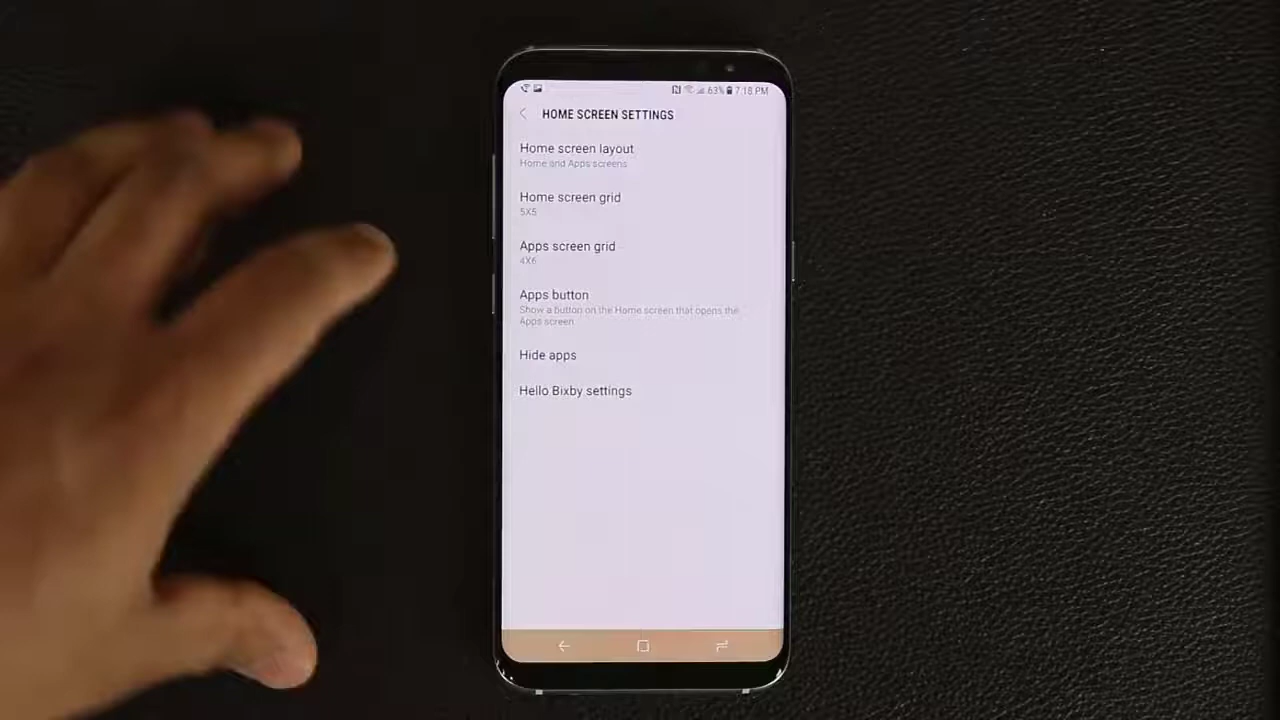 63% 7:18 PM
HOME SCREEN SETTINGS
Home screen layout
Home and Apps screens
Home screen grid
5X5
Apps screen grid
4X6
Apps button
Show a button on the Home screen that opens the
Apps screen
Hide apps
Hello Bixby settings